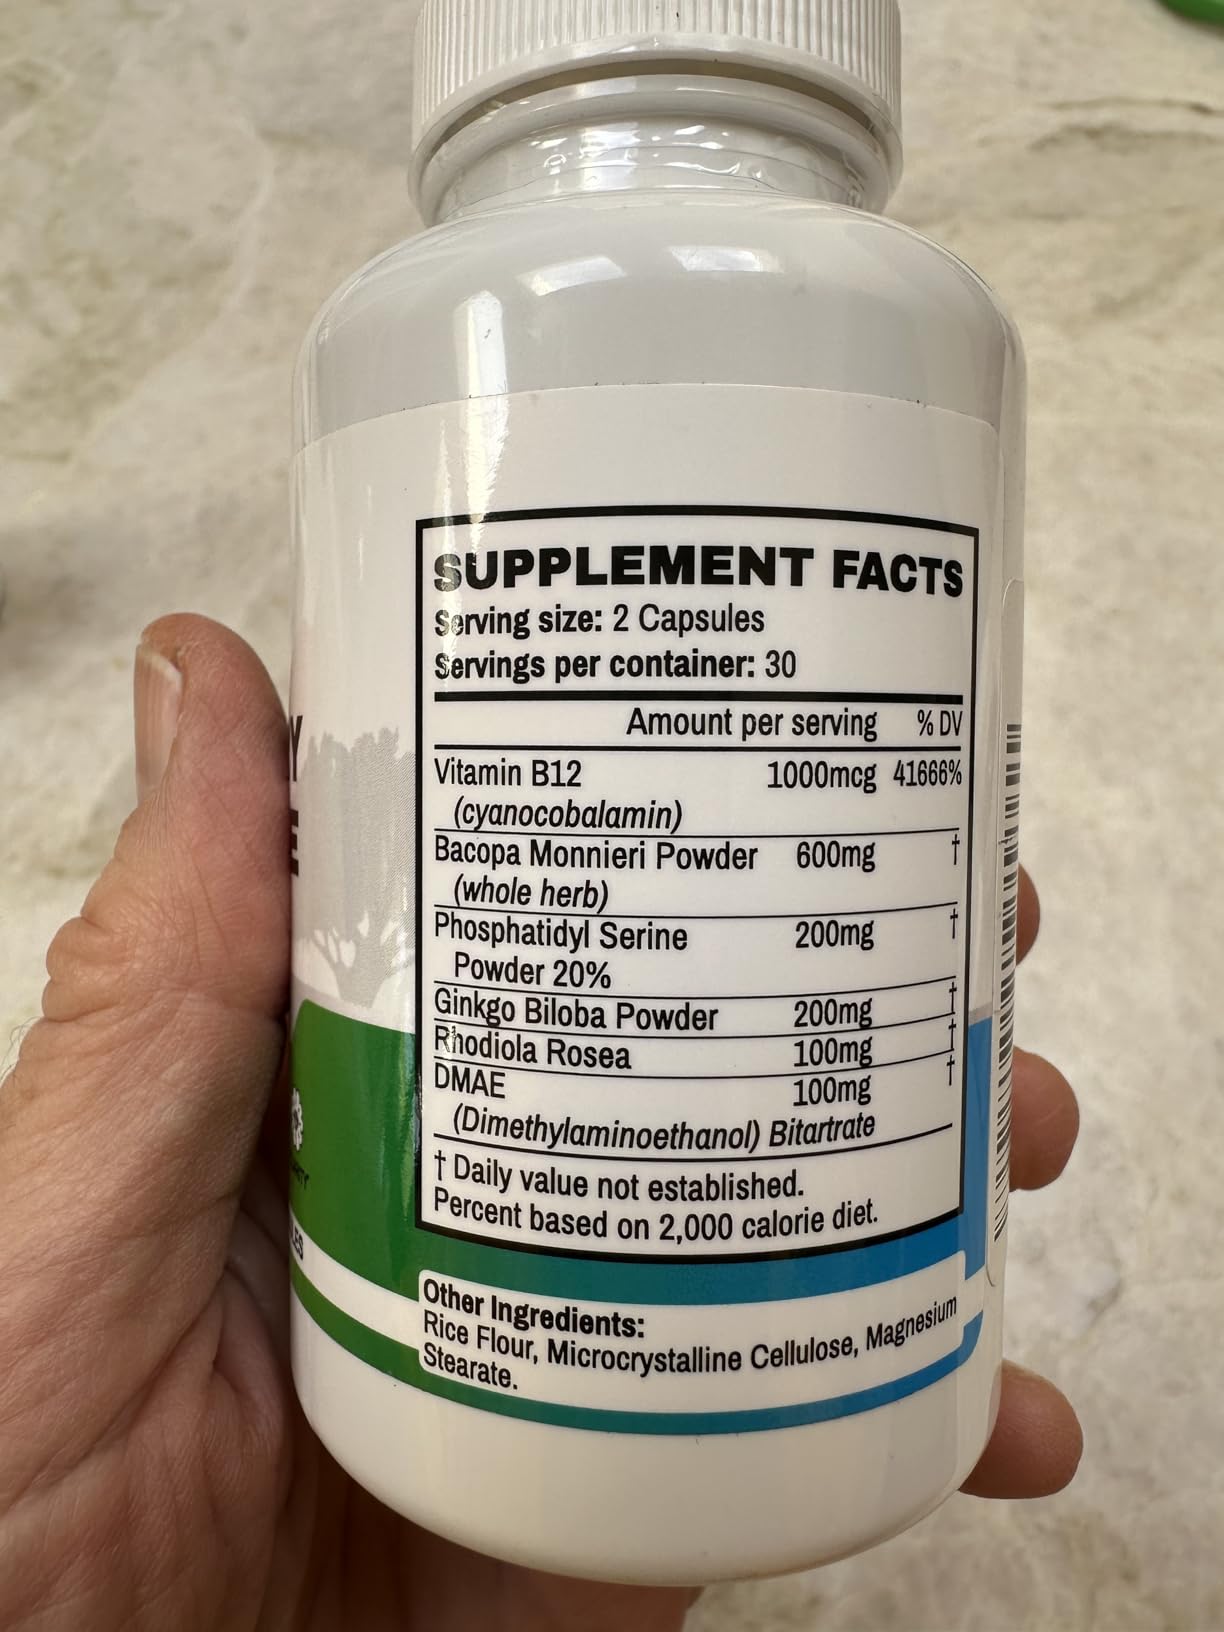 SUPPLEMENT FACTS
Serving size: 2 Capsules
Servings per container: 30
Amount per serving % DV
Vitamin B12 1000mcg 41666%
(cyanocobalamin)
Bacopa Monnieri Powder 600mg †
(whole herb)
Phosphatidyl Serine 200mg †
Powder 20%
Ginkgo Biloba Powder 200mg †
Rhodiola Rosea 100mg †
DMAE 100mg †
(Dimethylaminoethanol) Bitartrate
† Daily value not established.
Percent based on 2,000 calorie diet.
Other Ingredients:
Rice Flour, Microcrystalline Cellulose, Magnesium
Stearate.